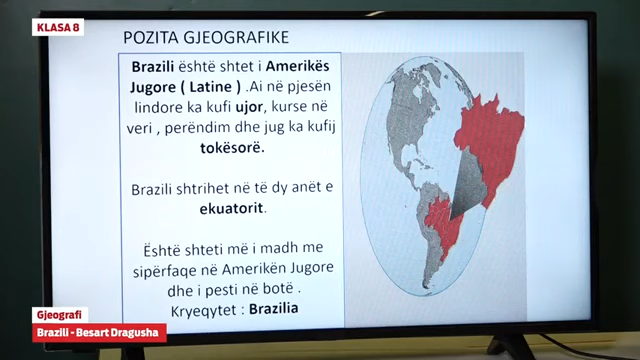 KLASA 8
POZITA GJEOGRAFIKE
Brazili është shtet i Amerikës
Jugore ( Latine ) .Ai në pjesën
lindore ka kufi ujor, kurse në
veri , perëndim dhe jug ka kufij
tokësorë.
Brazili shtrihet në të dy anët e
ekuatorit.
Është shteti më i madh me
sipërfaqe në Amerikën Jugore
dhe i pesti në botë .
Kryeqytet : Brazilia
Gjeografi
Brazili - Besart Dragusha